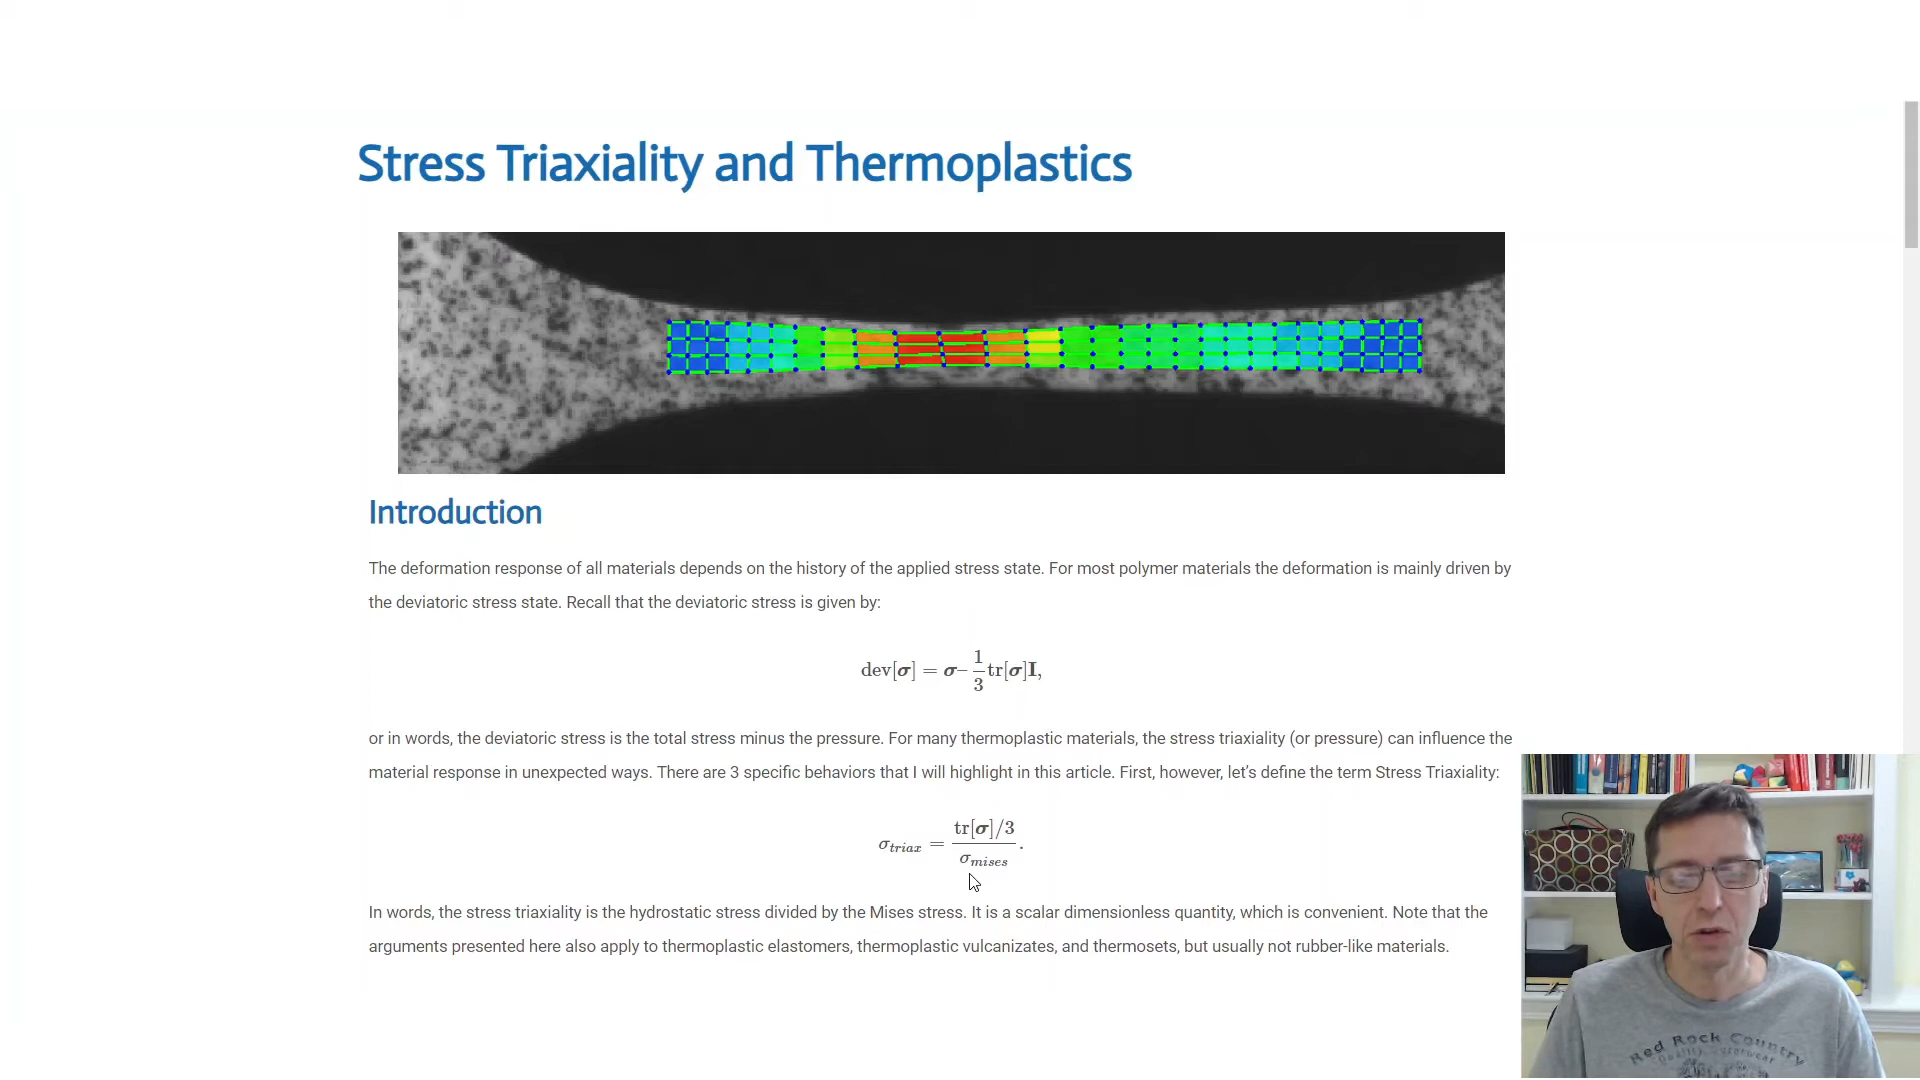 Stress Triaxiality and Thermoplastics
Introduction
The deformation response of all materials depends on the history of the applied stress state. For most polymer materials the deformation is mainly driven by
the deviatoric stress state. Recall that the deviatoric stress is given by:
dev[σ] = σ– 1/3 tr[σ]I,
or in words, the deviatoric stress is the total stress minus the pressure. For many thermoplastic materials, the stress triaxiality (or pressure) can influence the
material response in unexpected ways. There are 3 specific behaviors that I will highlight in this article. First, however, let’s define the term Stress Triaxiality:
σ_triax = (tr[σ]/3) / σ_mises.
In words, the stress triaxiality is the hydrostatic stress divided by the Mises stress. It is a scalar dimensionless quantity, which is convenient. Note that the
arguments presented here also apply to thermoplastic elastomers, thermoplastic vulcanizates, and thermosets, but usually not rubber-like materials.
Red Rock Country